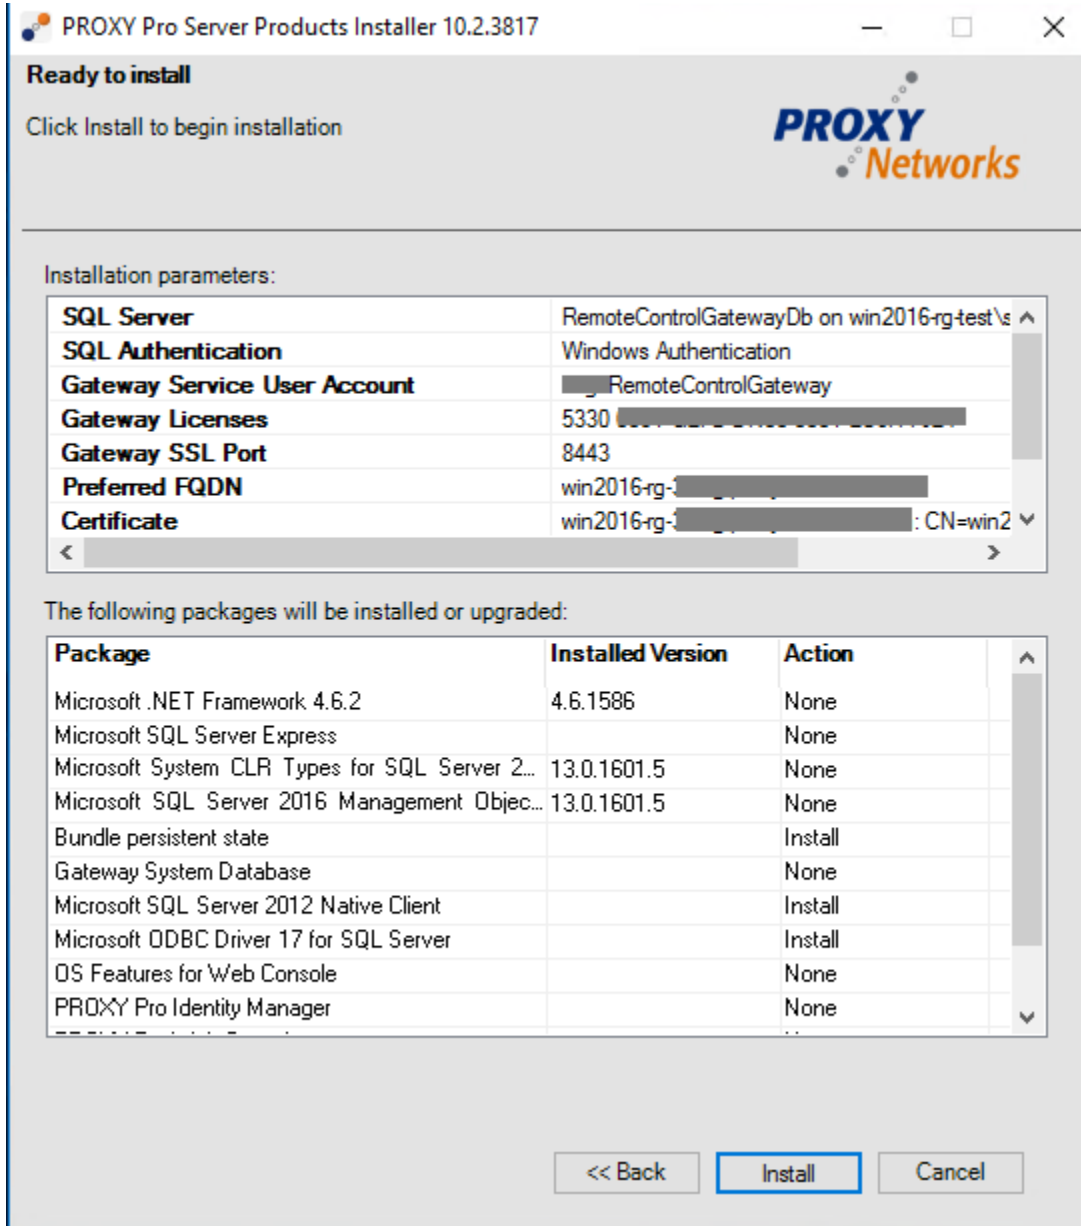 PROXY Pro Server Products Installer 10.2.3817
Ready to install
Click Install to begin installation
PROXY
Networks
Installation parameters:
SQL Server RemoteControlGatewayDb on win2016-rg-test\s
SQL Authentication Windows Authentication
Gateway Service User Account RemoteControlGateway
Gateway Licenses 5330
Gateway SSL Port 8443
Preferred FQDN win2016-rg-
Certificate win2016-rg- : CN=win2
The following packages will be installed or upgraded:
Package Installed Version Action
Microsoft .NET Framework 4.6.2 4.6.1586 None
Microsoft SQL Server Express None
Microsoft System CLR Types for SQL Server 2... 13.0.1601.5 None
Microsoft SQL Server 2016 Management Objec... 13.0.1601.5 None
Bundle persistent state Install
Gateway System Database None
Microsoft SQL Server 2012 Native Client Install
Microsoft ODBC Driver 17 for SQL Server Install
OS Features for Web Console None
PROXY Pro Identity Manager None
<< Back Install Cancel